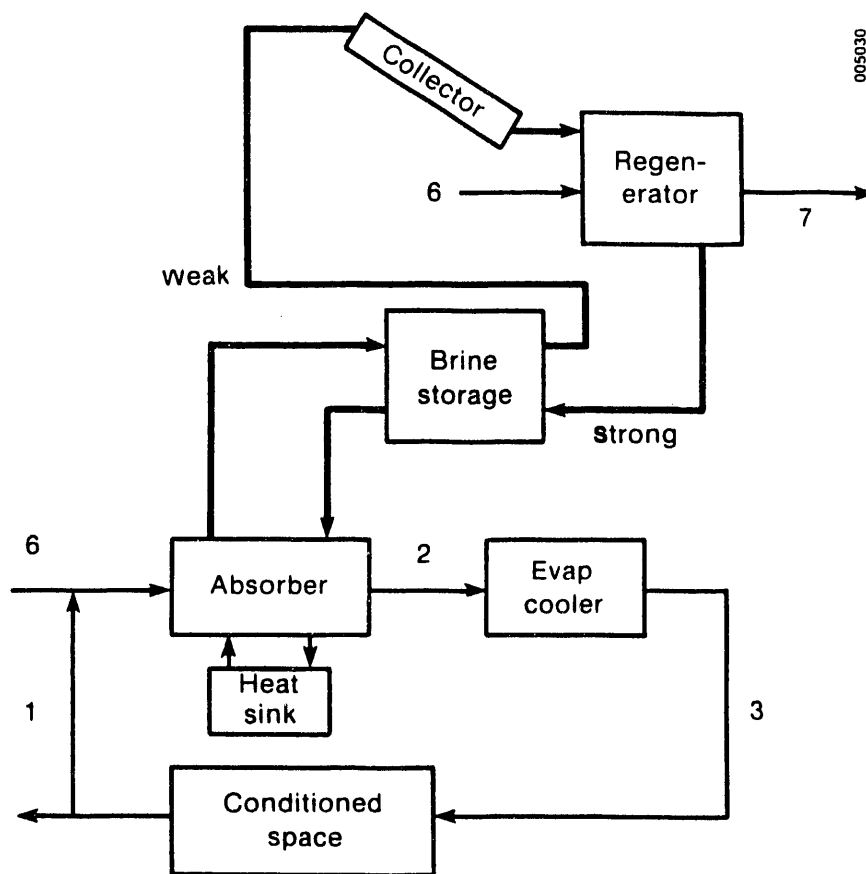 005030
Collector
Regen-
erator
6
7
weak
Brine
storage
strong
6
2
Absorber
Evap
cooler
Heat
sink
1
3
Conditioned
space